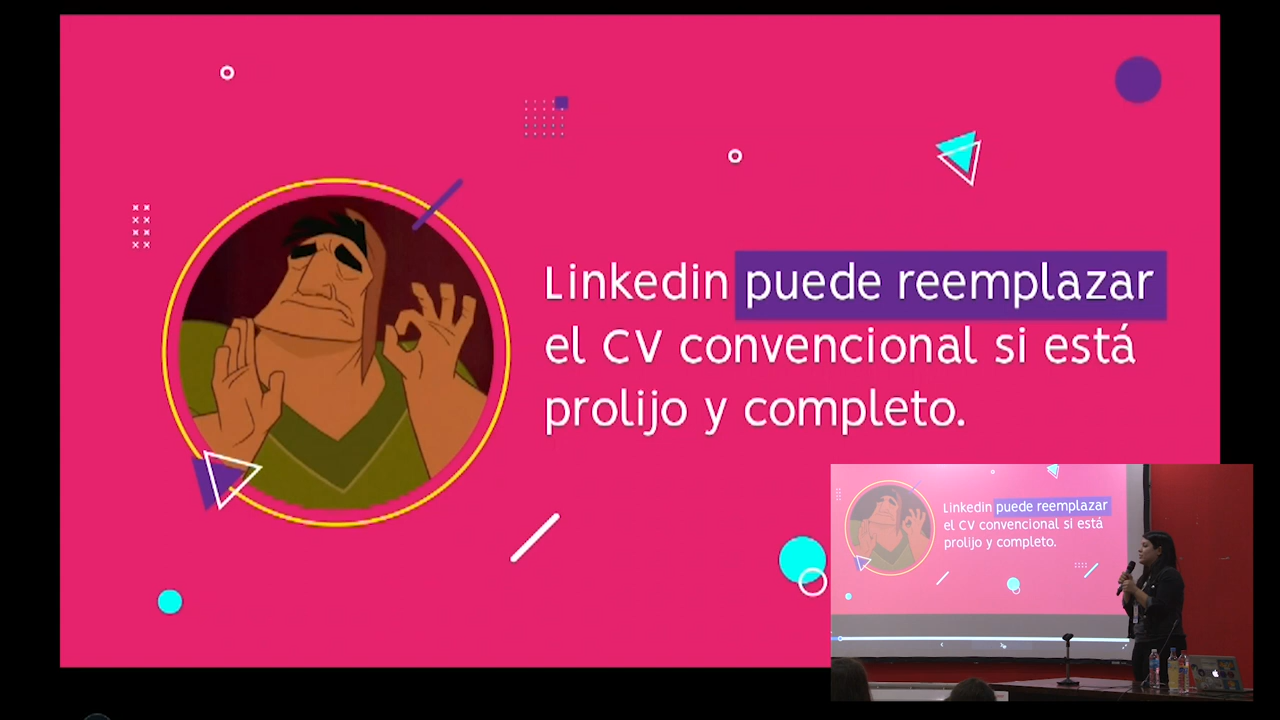 Linkedin puede reemplazar
el CV convencional si está
prolijo y completo.
Linkedin puede reemplazar
el CV convencional si está
prolijo y completo.